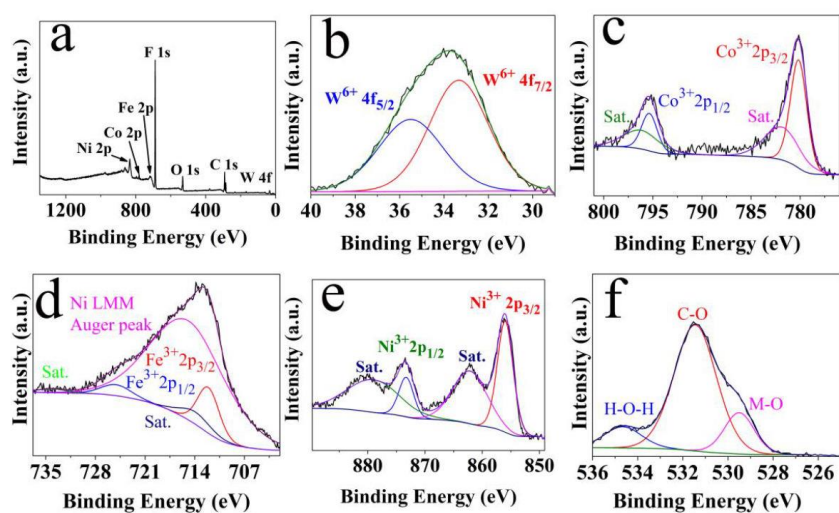 a
F 1s
Fe 2p
Co 2p
Ni 2p
O 1s
C 1s
W 4f
Intensity (a.u.)
1200 800 400 0
Binding Energy (eV)
b
W⁶⁺ 4f₇/₂
W⁶⁺ 4f₅/₂
Intensity (a.u.)
40 38 36 34 32 30
Binding Energy (eV)
c
Co³⁺2p₃/₂
Co³⁺2p₁/₂
Sat.
Sat.
Intensity (a.u.)
800 795 790 785 780
Binding Energy (eV)
d
Ni LMM
Auger peak
Sat.
Fe³⁺2p₃/₂
Fe³⁺2p₁/₂
Sat.
Intensity (a.u.)
735 728 721 714 707
Binding Energy (eV)
e
Ni³⁺ 2p₃/₂
Ni³⁺2p₁/₂
Sat.
Sat.
Intensity (a.u.)
880 870 860 850
Binding Energy (eV)
f
C-O
H-O-H
M-O
Intensity (a.u.)
536 534 532 530 528 526
Binding Energy (eV)